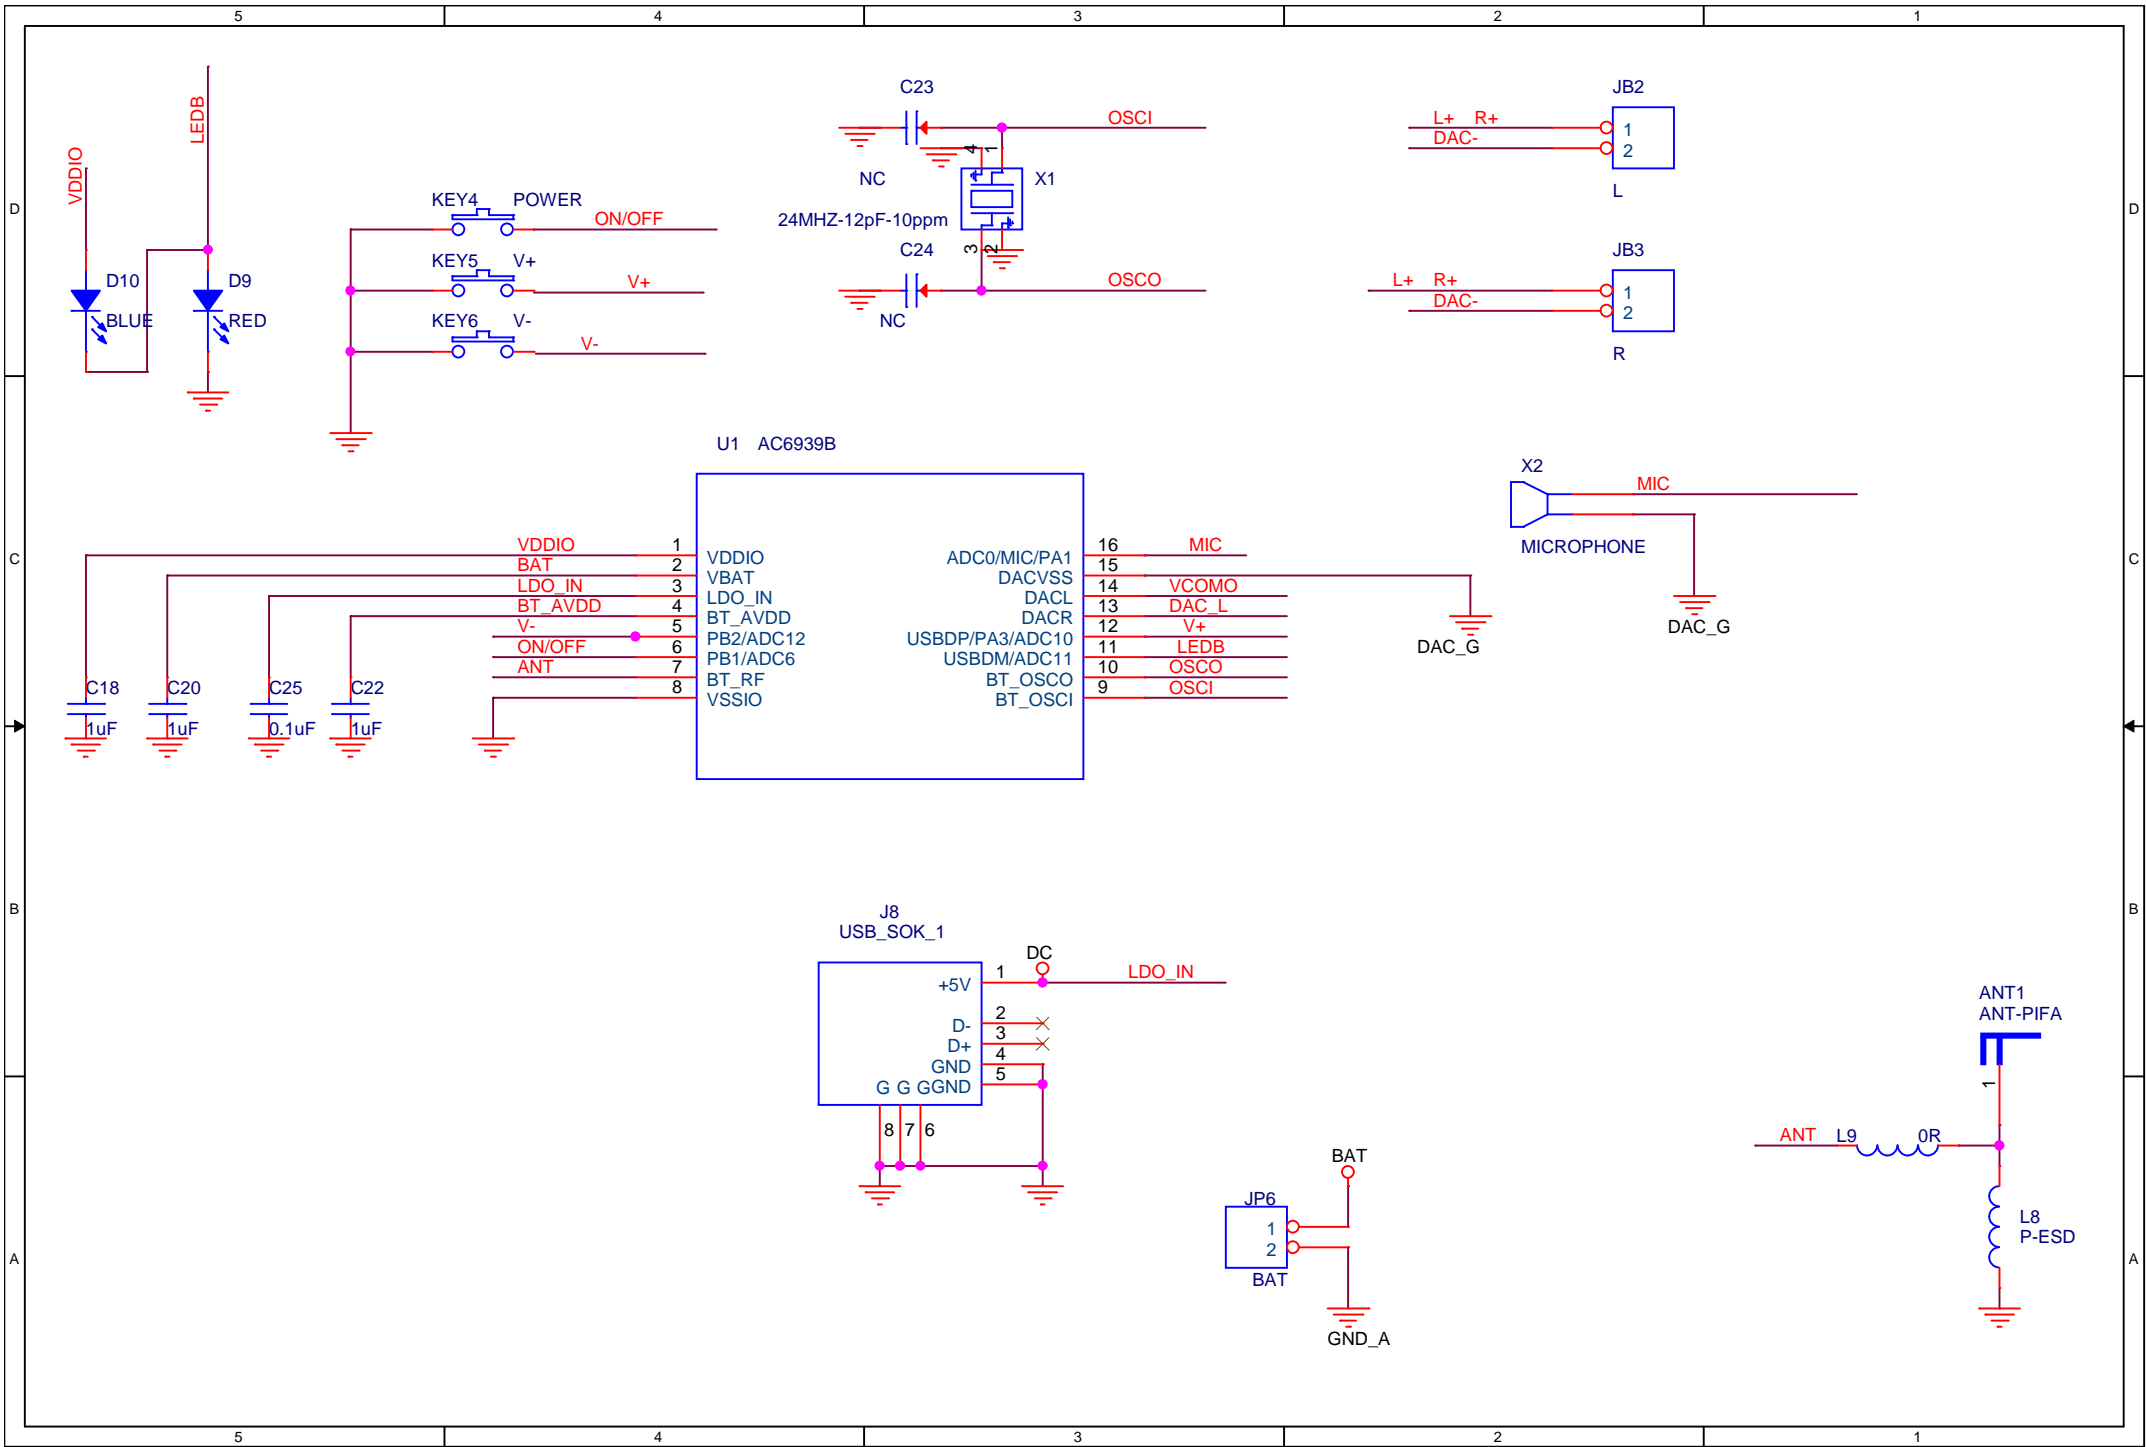 5 4 3 2 1
D
C
B
A
D
C
B
A
LEDB
VDDIO
D10
BLUE
D9
RED
KEY4 POWER
ON/OFF
KEY5 V+
V+
KEY6 V-
V-
C23
OSCI
4 1
NC
X1
24MHZ-12pF-10ppm
C24
3 2
OSCO
NC
JB2
L+ R+
DAC-
1
2
L
JB3
L+ R+
DAC-
1
2
R
U1 AC6939B
VDDIO 1 VDDIO
BAT 2 VBAT
LDO_IN 3 LDO_IN
BT_AVDD 4 BT_AVDD
V- 5 PB2/ADC12
ON/OFF 6 PB1/ADC6
ANT 7 BT_RF
8 VSSIO
ADC0/MIC/PA1 16 MIC
DACVSS 15
DACL 14 VCOMO
DACR 13 DAC_L
USBDP/PA3/ADC10 12 V+
USBDM/ADC11 11 LEDB
BT_OSCO 10 OSCO
BT_OSCI 9 OSCI
DAC_G
C18
1uF
C20
1uF
C25
0.1uF
C22
1uF
X2
MIC
MICROPHONE
DAC_G
J8
USB_SOK_1
DC
+5V 1 LDO_IN
D- 2
D+ 3
GND 4
G G GGND 5
8 7 6
BAT
JP6
1
2
BAT
GND_A
ANT1
ANT-PIFA
1
ANT L9 0R
L8
P-ESD
5 4 3 2 1